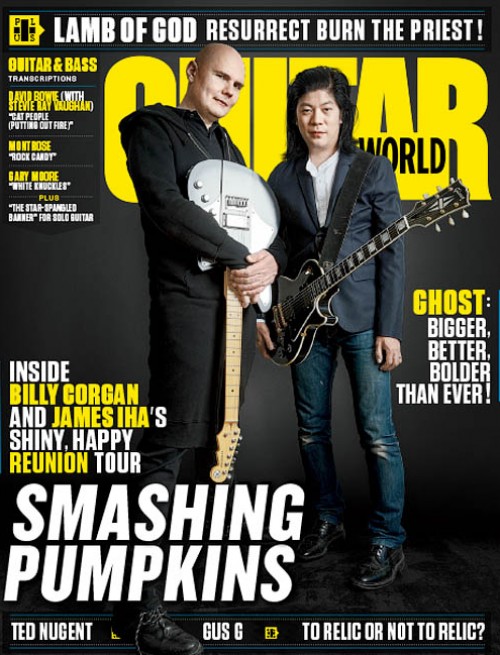 PLUS
LAMB OF GOD RESURRECT BURN THE PRIEST!
GUITAR & BASS
TRANSCRIPTIONS
DAVID BOWIE (WITH
STEVIE RAY VAUGHAN)
"CAT PEOPLE
(PUTTING OUT FIRE)"
MONTROSE
"ROCK CANDY"
GARY MOORE
"WHITE KNUCKLES"
PLUS
"THE STAR-SPANGLED
BANNER" FOR SOLO GUITAR
GUITAR
WORLD
GHOST:
BIGGER,
BETTER,
BOLDER
THAN EVER!
INSIDE
BILLY CORGAN
AND JAMES IHA'S
SHINY, HAPPY
REUNION TOUR
SMASHING
PUMPKINS
TED NUGENT GUS G TO RELIC OR NOT TO RELIC?